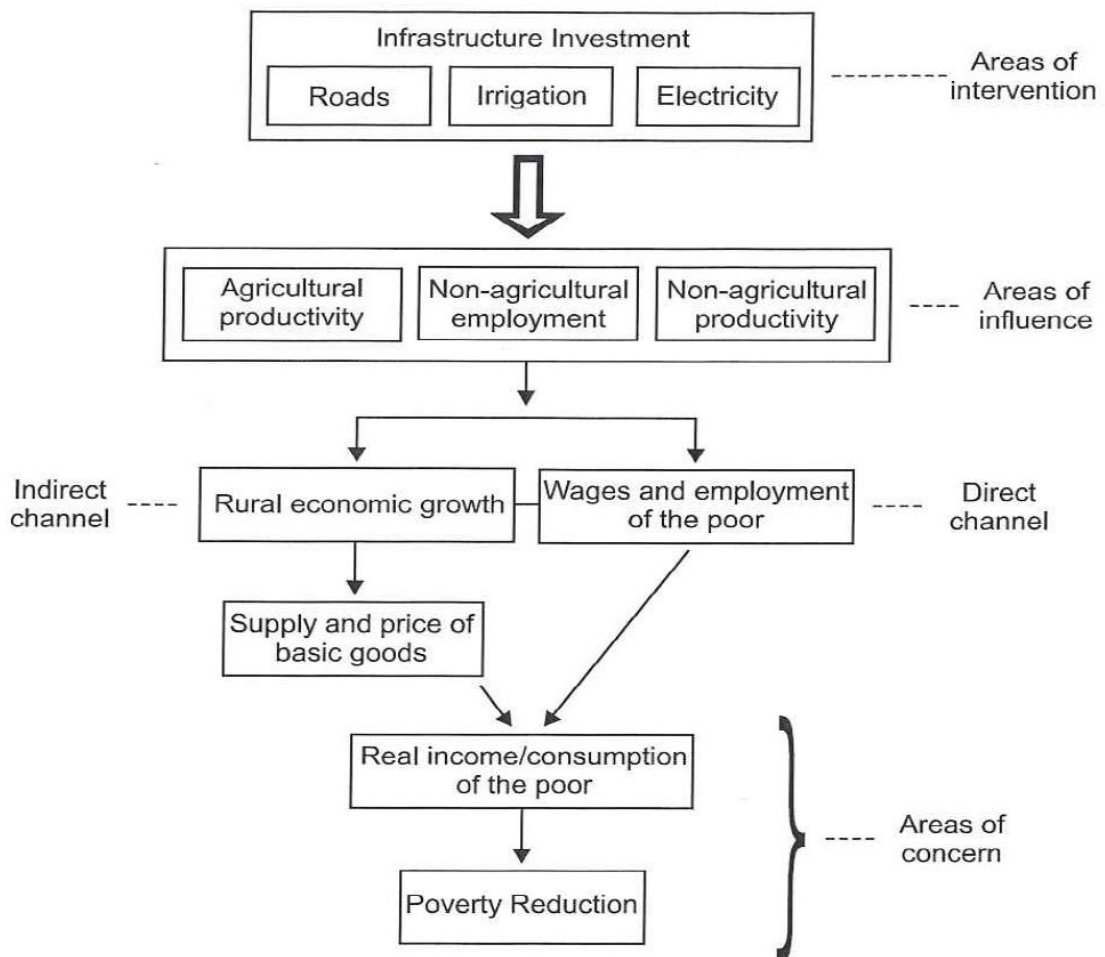 Infrastructure Investment
Roads
Irrigation
Electricity
Areas of
intervention
Agricultural
productivity
Non-agricultural
employment
Non-agricultural
productivity
Areas of
influence
Indirect
channel
Rural economic growth
Wages and employment
of the poor
Direct
channel
Supply and price of
basic goods
Real income/consumption
of the poor
Areas of
concern
Poverty Reduction